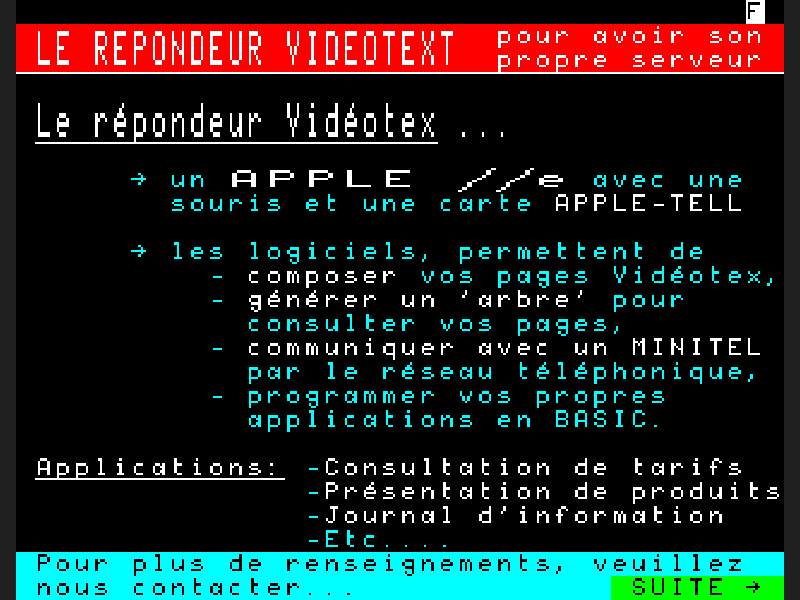 F
LE REPONDEUR VIDEOTEXT pour avoir son
propre serveur
Le répondeur Vidéotex ...
→ un APPLE //e avec une
souris et une carte APPLE-TELL
→ les logiciels, permettent de
- composer vos pages Vidéotex,
- générer un 'arbre' pour
consulter vos pages,
- communiquer avec un MINITEL
par le réseau téléphonique,
- programmer vos propres
applications en BASIC.
Applications: -Consultation de tarifs
-Présentation de produits
-Journal d'information
-Etc....
Pour plus de renseignements, veuillez
nous contacter... SUITE →